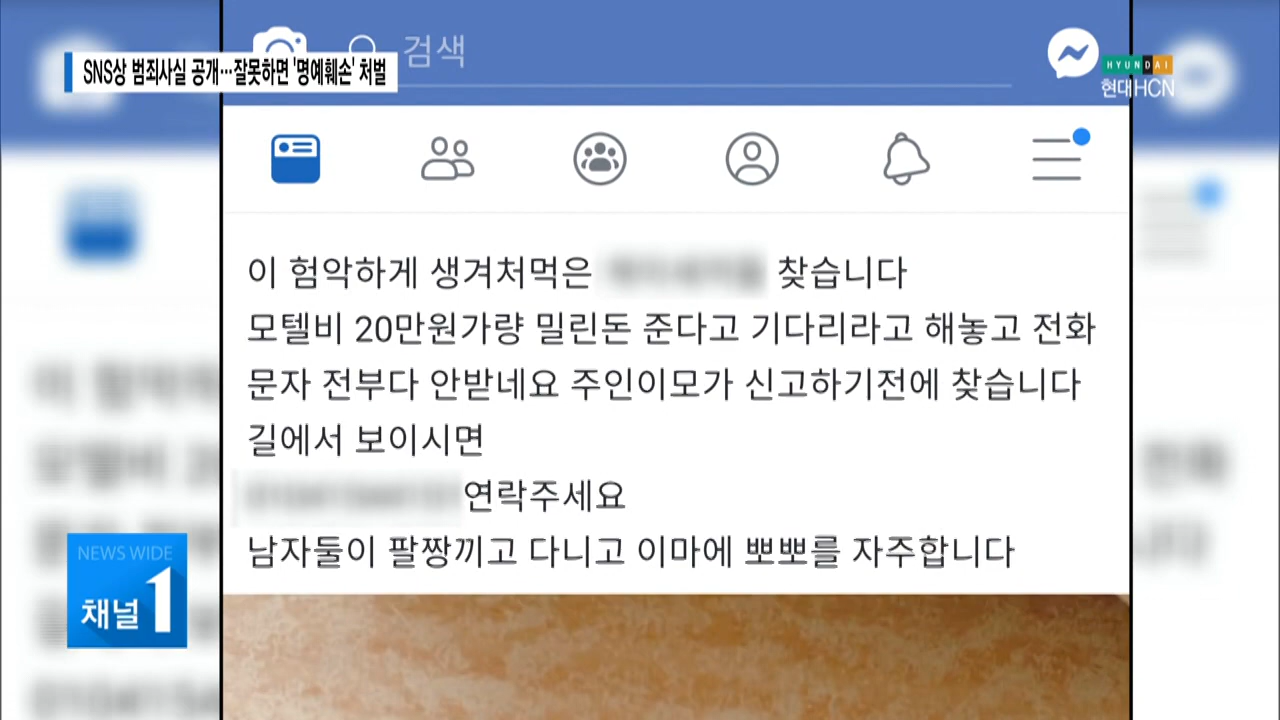 SNS상 범죄사실 공개…잘못하면 '명예훼손' 처벌
검색
HYUNDAI
현대HCN
이 험악하게 생겨처먹은 찾습니다
모텔비 20만원가량 밀린돈 준다고 기다리라고 해놓고 전화
문자 전부다 안받네요 주인이모가 신고하기전에 찾습니다
길에서 보이시면
연락주세요
남자둘이 팔짱끼고 다니고 이마에 뽀뽀를 자주합니다
NEWS WIDE
채널1